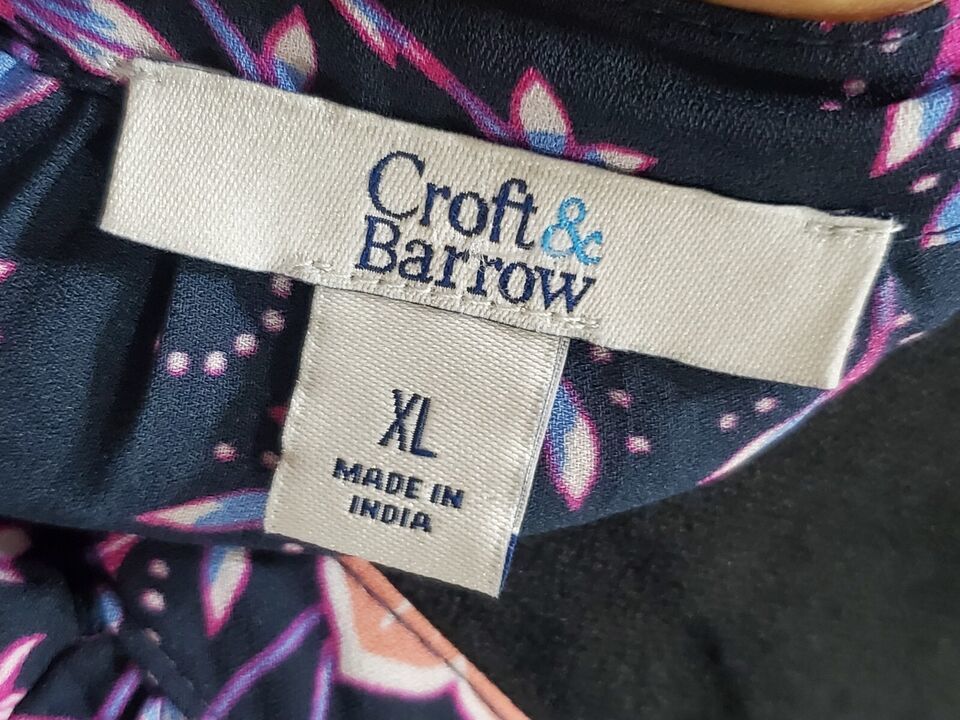 Croft &
Barrow
XL
MADE IN
INDIA